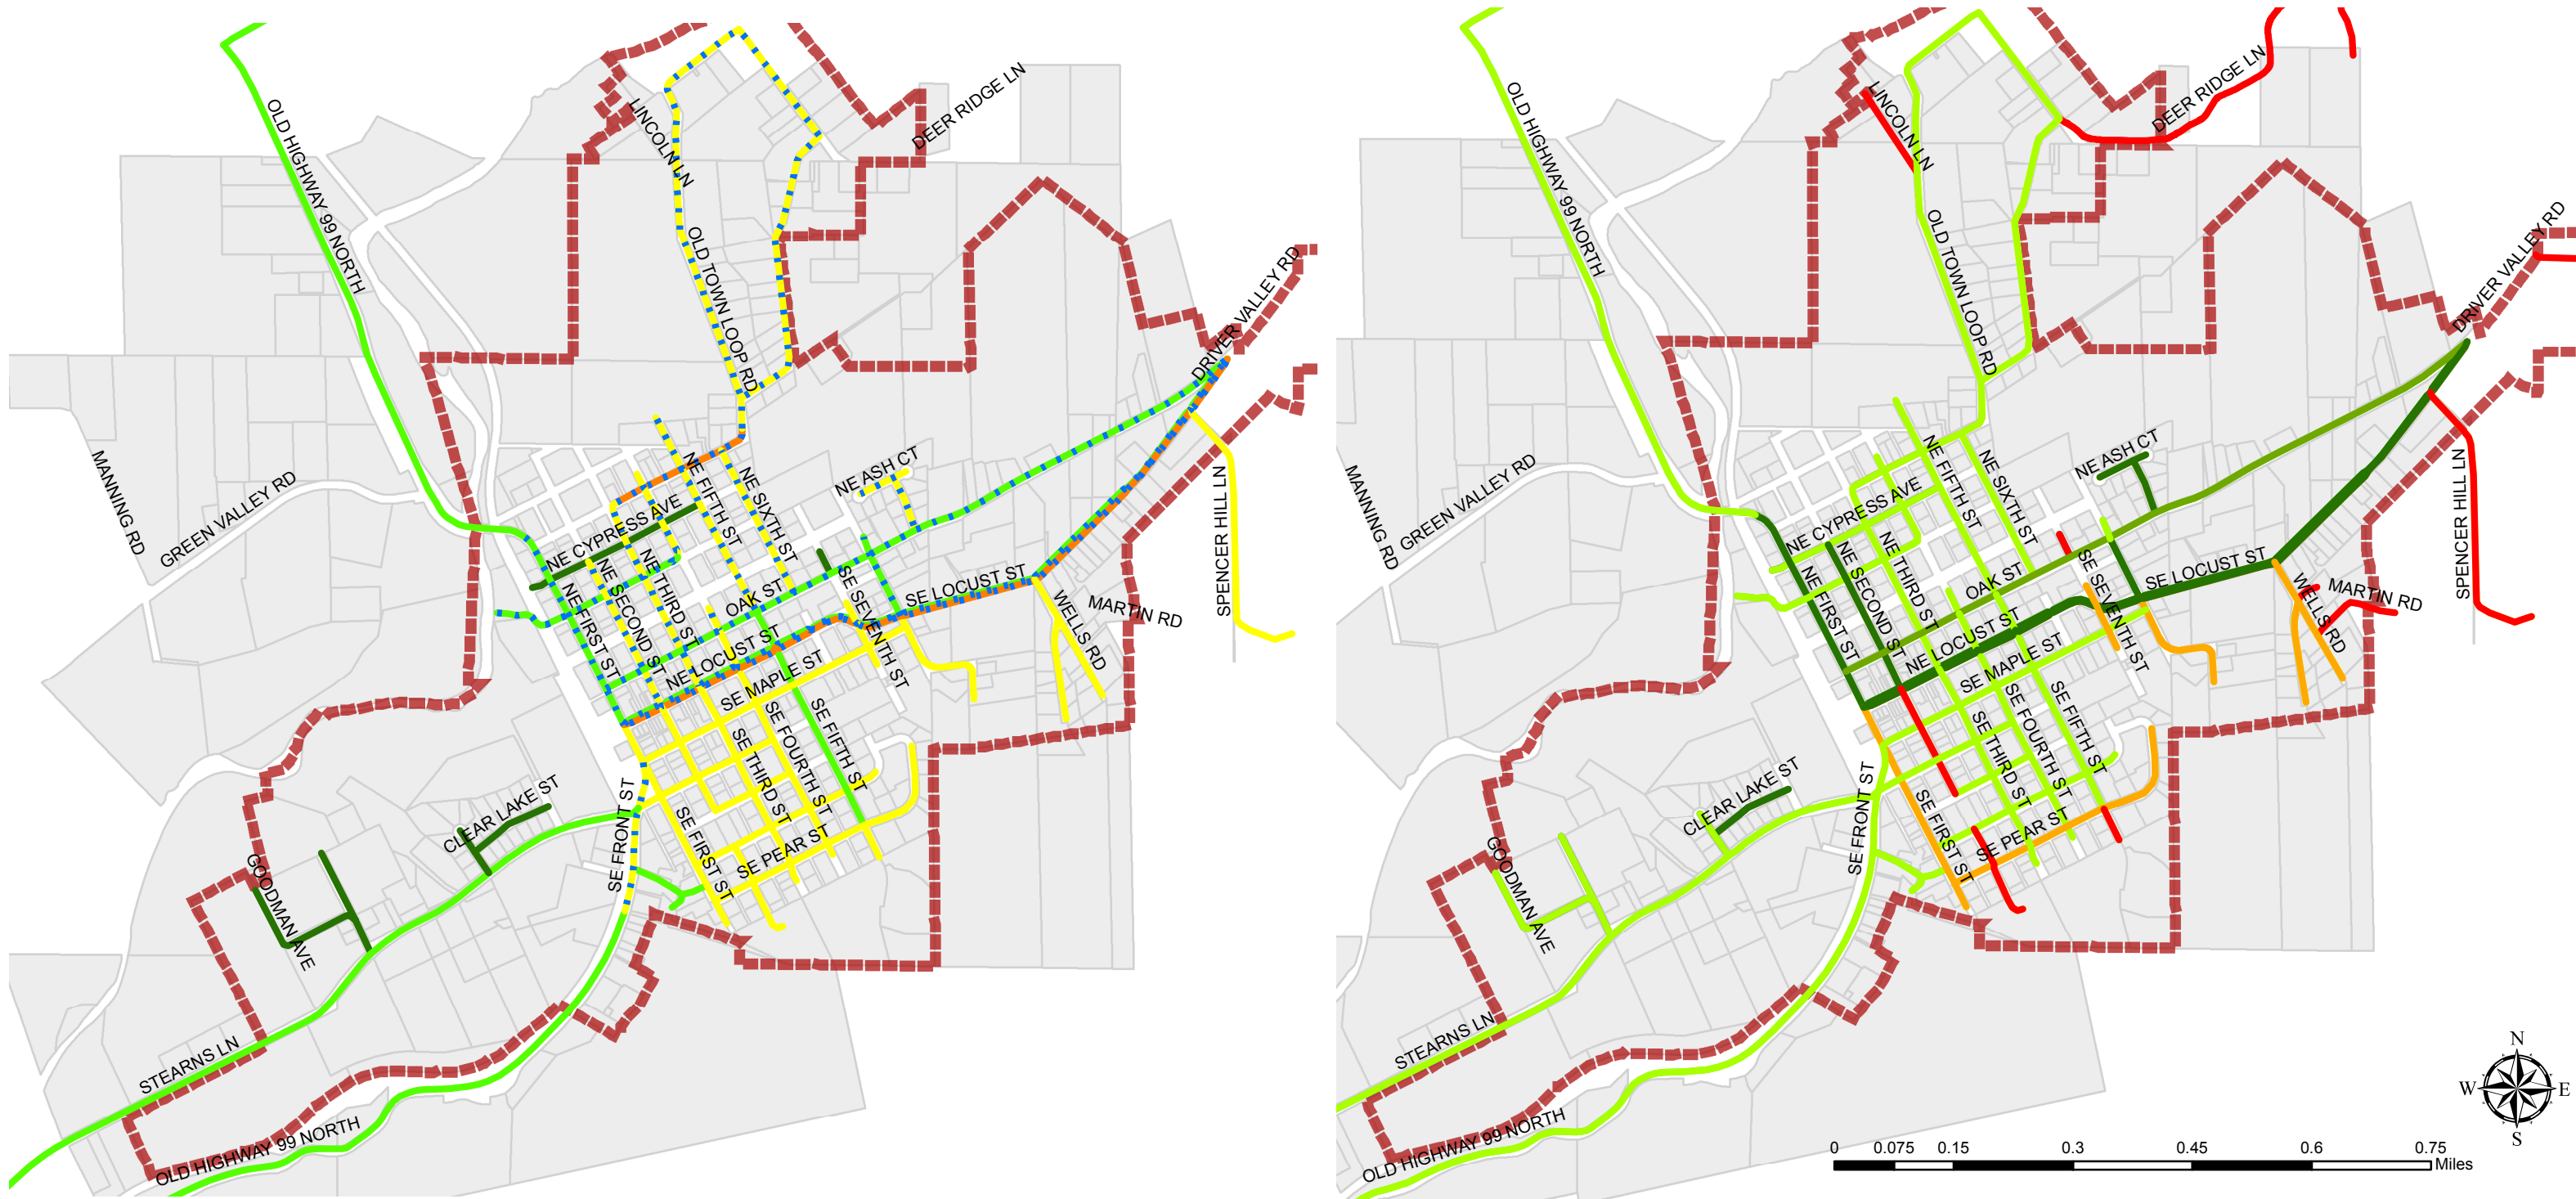 OLD HIGHWAY 99 NORTH
LINCOLN LN
DEER RIDGE LN
OLD TOWN LOOP RD
DRIVER VALLEY RD
MANNING RD
GREEN VALLEY RD
NE CYPRESS AVE
NE FIFTH ST
NE SIXTH ST
NE ASH CT
NE FIRST ST
NE SECOND ST
NE THIRD ST
OAK ST
NE LOCUST ST
SE SEVENTH ST
SE LOCUST ST
WELLS RD
MARTIN RD
SPENCER HILL LN
SE MAPLE ST
SE THIRD ST
SE FOURTH ST
SE FIFTH ST
SE FRONT ST
SE FIRST ST
SE PEAR ST
CLEAR LAKE ST
GOODMAN AVE
STEARNS LN
OLD HIGHWAY 99 NORTH
OLD HIGHWAY 99 NORTH
LINCOLN LN
DEER RIDGE LN
OLD TOWN LOOP RD
DRIVER VALLEY RD
MANNING RD
GREEN VALLEY RD
NE CYPRESS AVE
NE FIFTH ST
NE SIXTH ST
NE ASH CT
NE FIRST ST
NE SECOND ST
NE THIRD ST
OAK ST
NE LOCUST ST
SE SEVENTH ST
SE LOCUST ST
WELLS RD
MARTIN RD
SPENCER HILL LN
SE MAPLE ST
SE THIRD ST
SE FOURTH ST
SE FIFTH ST
SE FRONT ST
SE FIRST ST
SE PEAR ST
CLEAR LAKE ST
GOODMAN AVE
STEARNS LN
OLD HIGHWAY 99 NORTH
N
W E
S
0 0.075 0.15 0.3 0.45 0.6 0.75
Miles